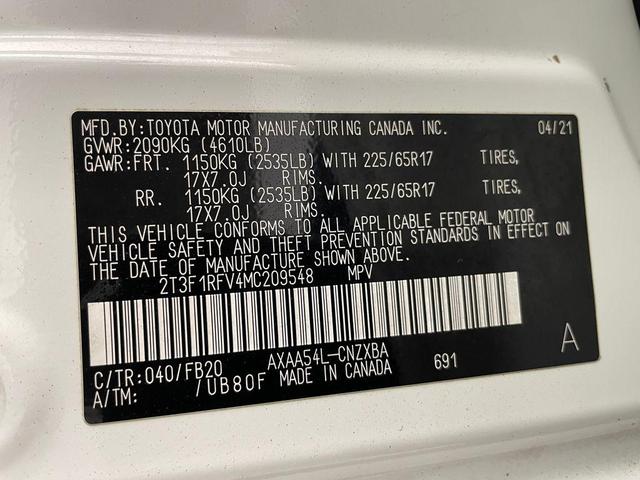 MFD.BY:TOYOTA MOTOR MANUFACTURING CANADA INC. 04/21
GVWR:2090KG (4610LB)
GAWR:FRT. 1150KG (2535LB) WITH 225/65R17 TIRES,
17X7.0J RIMS.
RR. 1150KG (2535LB) WITH 225/65R17 TIRES,
17X7.0J RIMS.
THIS VEHICLE CONFORMS TO ALL APPLICABLE FEDERAL MOTOR
VEHICLE SAFETY AND THEFT PREVENTION STANDARDS IN EFFECT ON
THE DATE OF MANUFACTURE SHOWN ABOVE.
2T3F1RFV4MC209548 MPV
C/TR:040/FB20 AXAA54L-CNZXBA 691 A
A/TM: /UB80F MADE IN CANADA